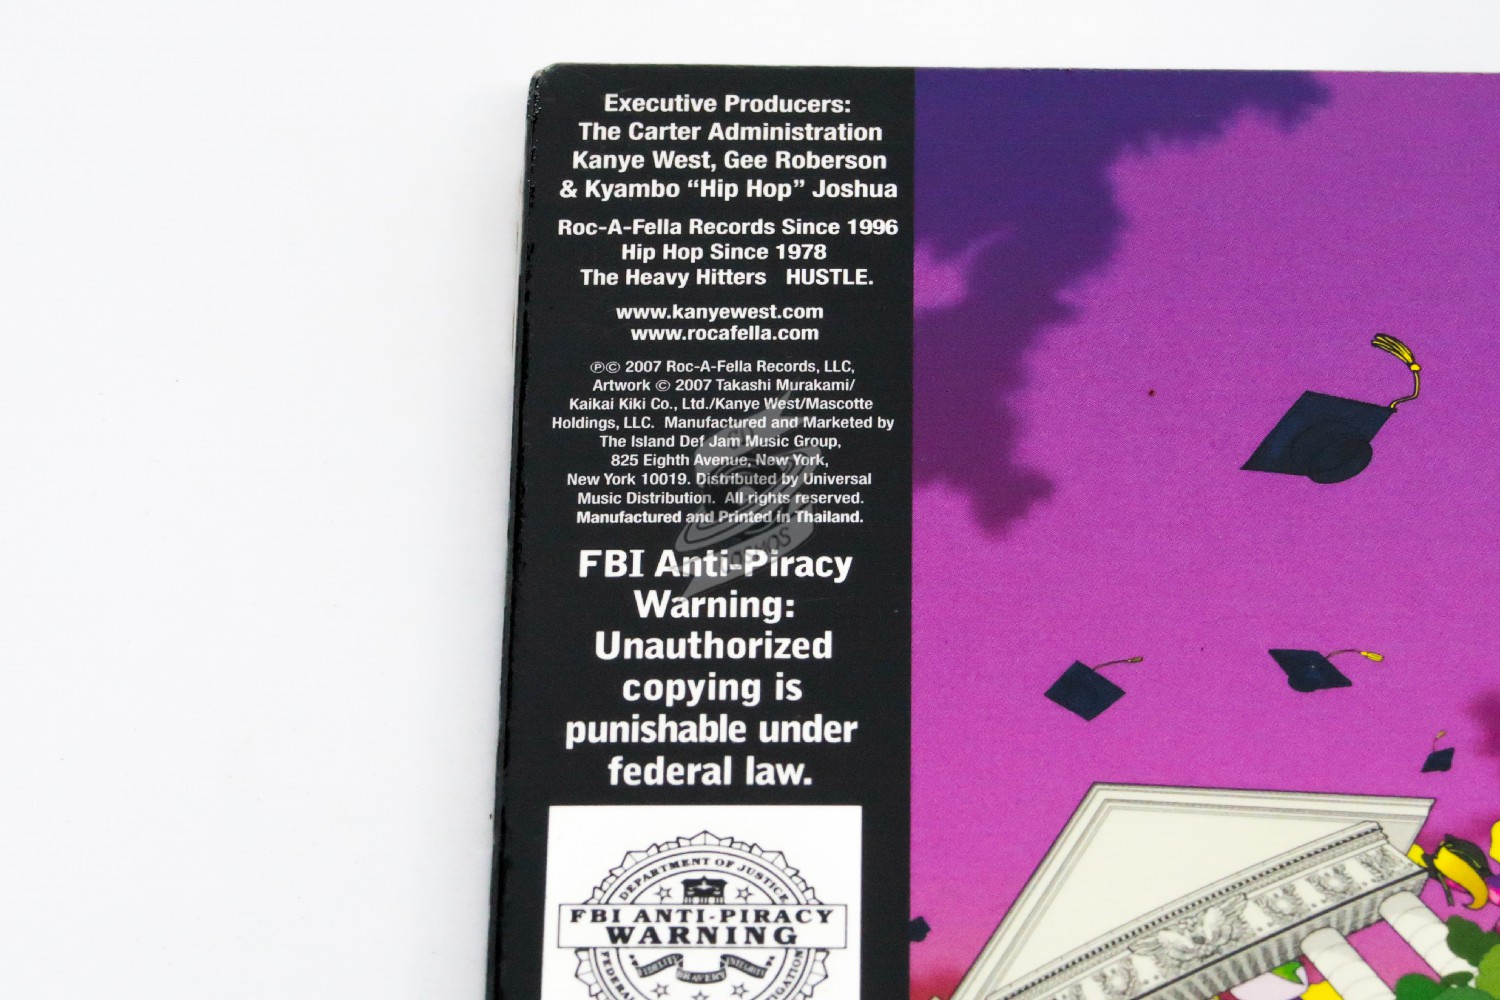 Executive Producers:
The Carter Administration
Kanye West, Gee Roberson
& Kyambo “Hip Hop” Joshua
Roc-A-Fella Records Since 1996
Hip Hop Since 1978
The Heavy Hitters HUSTLE.
www.kanyewest.com
www.rocafella.com
℗© 2007 Roc-A-Fella Records, LLC,
Artwork © 2007 Takashi Murakami/
Kaikai Kiki Co., Ltd./Kanye West/Mascotte
Holdings, LLC. Manufactured and Marketed by
The Island Def Jam Music Group,
825 Eighth Avenue, New York,
New York 10019. Distributed by Universal
Music Distribution. All rights reserved.
Manufactured and Printed in Thailand.
FBI Anti-Piracy
Warning:
Unauthorized
copying is
punishable under
federal law.
DEPARTMENT OF JUSTICE
FBI ANTI-PIRACY
WARNING
FIDELITY BRAVERY INTEGRITY